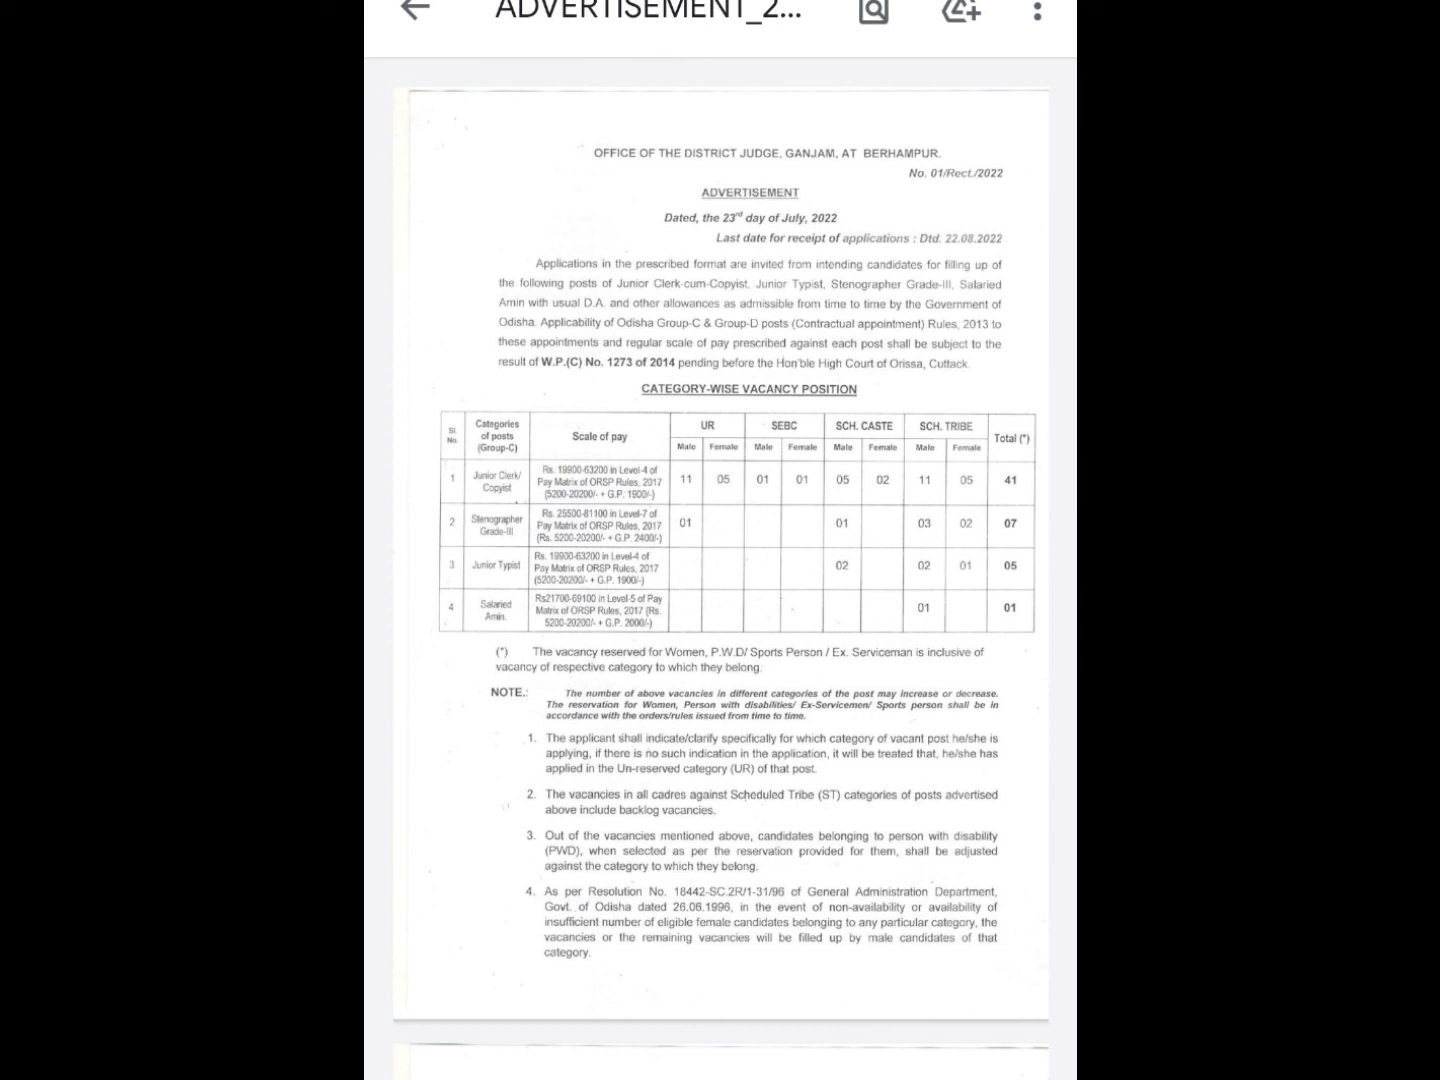 ADVERTISEMENT_2...
OFFICE OF THE DISTRICT JUDGE, GANJAM, AT BERHAMPUR.
No. 01/Rect./2022
ADVERTISEMENT
Dated, the 23rd day of July, 2022
Last date for receipt of applications : Dtd. 22.08.2022
Applications in the prescribed format are invited from intending candidates for filling up of
the following posts of Junior Clerk-cum-Copyist, Junior Typist, Stenographer Grade-III, Salaried
Amin with usual D.A. and other allowances as admissible from time to time by the Government of
Odisha. Applicability of Odisha Group-C & Group-D posts (Contractual appointment) Rules, 2013 to
these appointments and regular scale of pay prescribed against each post shall be subject to the
result of W.P.(C) No. 1273 of 2014 pending before the Hon'ble High Court of Orissa, Cuttack.
CATEGORY-WISE VACANCY POSITION
Sl. No. Categories of posts (Group-C) Scale of pay UR SEBC SCH. CASTE SCH. TRIBE Total (*)
Male Female Male Female Male Female Male Female
1 Junior Clerk/ Copyist Rs. 19900-63200 in Level-4 of Pay Matrix of ORSP Rules, 2017 (5200-20200/- + G.P. 1900/-) 11 05 01 01 05 02 11 05 41
2 Stenographer Grade-III Rs. 25500-81100 in Level-7 of Pay Matrix of ORSP Rules, 2017 (Rs. 5200-20200/- + G.P. 2400/-) 01 01 03 02 07
3 Junior Typist Rs. 19900-63200 in Level-4 of Pay Matrix of ORSP Rules, 2017 (5200-20200/- + G.P. 1900/-) 02 02 01 05
4 Salaried Amin. Rs21700-69100 in Level-5 of Pay Matrix of ORSP Rules, 2017 (Rs. 5200-20200/- + G.P. 2000/-) 01 01
(*) The vacancy reserved for Women, P.W.D/ Sports Person / Ex. Serviceman is inclusive of
vacancy of respective category to which they belong.
NOTE.: The number of above vacancies in different categories of the post may increase or decrease.
The reservation for Women, Person with disabilities/ Ex-Servicemen/ Sports person shall be in
accordance with the orders/rules issued from time to time.
1. The applicant shall indicate/clarify specifically for which category of vacant post he/she is
applying, if there is no such indication in the application, it will be treated that, he/she has
applied in the Un-reserved category (UR) of that post.
2. The vacancies in all cadres against Scheduled Tribe (ST) categories of posts advertised
above include backlog vacancies.
3. Out of the vacancies mentioned above, candidates belonging to person with disability
(PWD), when selected as per the reservation provided for them, shall be adjusted
against the category to which they belong.
4. As per Resolution No. 18442-SC.2R/1-31/96 of General Administration Department,
Govt. of Odisha dated 26.06.1996, in the event of non-availability or availability of
insufficient number of eligible female candidates belonging to any particular category, the
vacancies or the remaining vacancies will be filled up by male candidates of that
category.